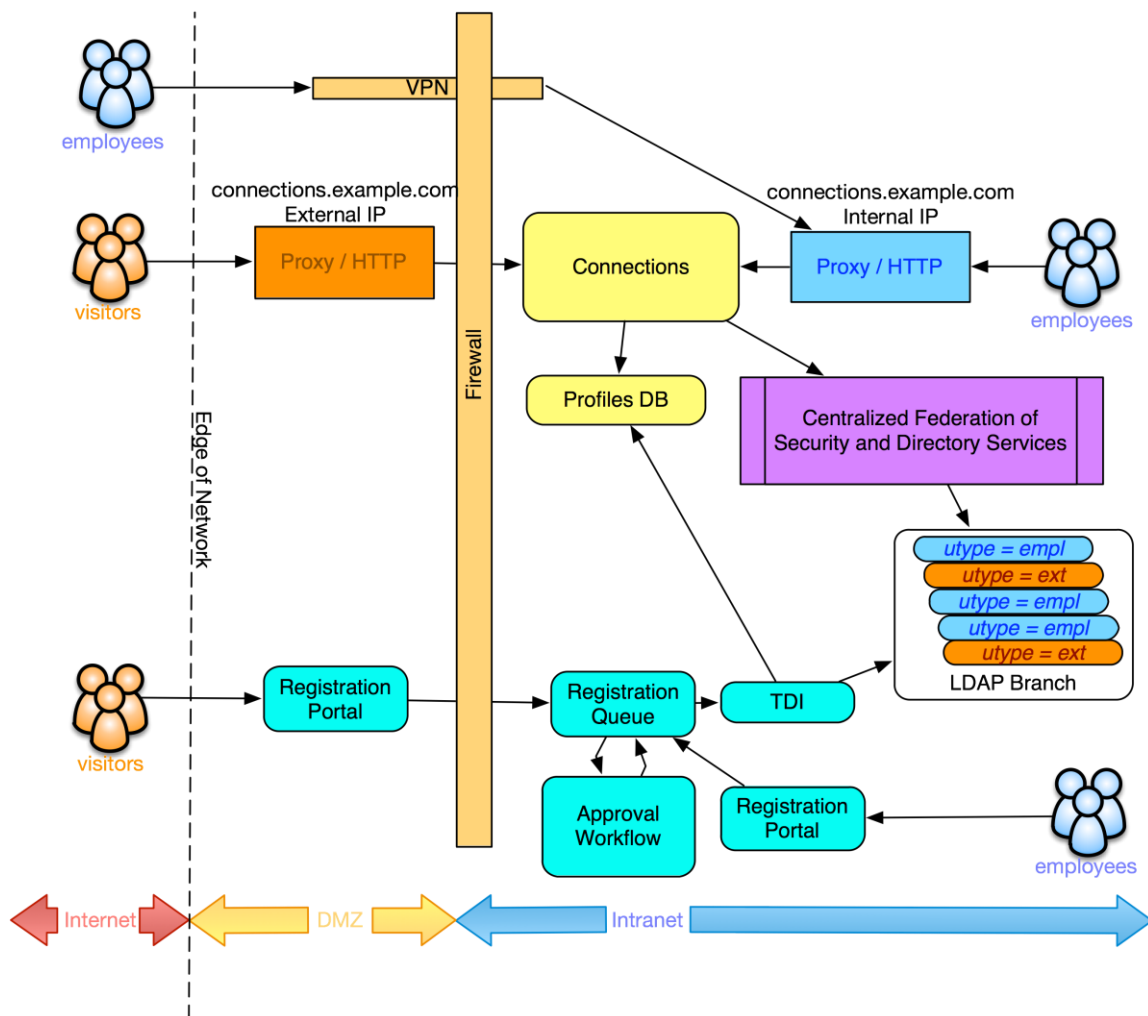 VPN
employees
connections.example.com
External IP
connections.example.com
Internal IP
Proxy / HTTP
Connections
Proxy / HTTP
visitors
employees
Firewall
Edge of Network
Profiles DB
Centralized Federation of
Security and Directory Services
utype = empl
utype = ext
utype = empl
utype = empl
utype = ext
LDAP Branch
Registration
Portal
Registration
Queue
TDI
visitors
Approval
Workflow
Registration
Portal
employees
Internet
DMZ
Intranet